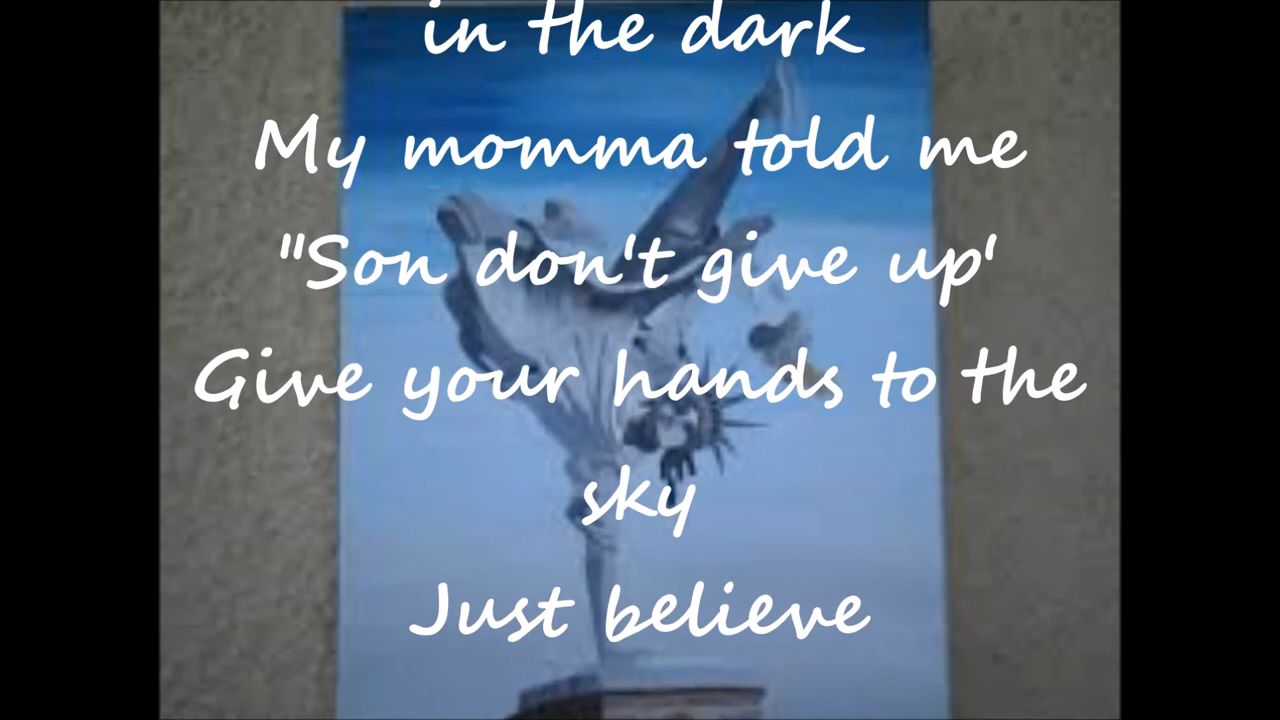 in the dark
My momma told me
"Son don't give up'
Give your hands to the
sky
Just believe